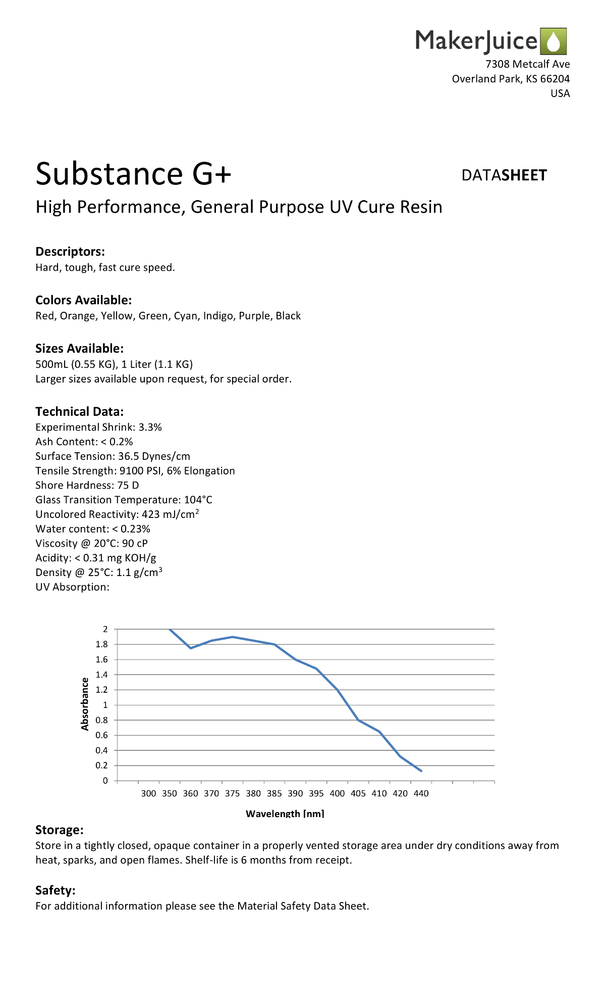 MakerJuice
7308 Metcalf Ave
Overland Park, KS 66204
USA
Substance G+
DATASHEET
High Performance, General Purpose UV Cure Resin
Descriptors:
Hard, tough, fast cure speed.
Colors Available:
Red, Orange, Yellow, Green, Cyan, Indigo, Purple, Black
Sizes Available:
500mL (0.55 KG), 1 Liter (1.1 KG)
Larger sizes available upon request, for special order.
Technical Data:
Experimental Shrink: 3.3%
Ash Content: < 0.2%
Surface Tension: 36.5 Dynes/cm
Tensile Strength: 9100 PSI, 6% Elongation
Shore Hardness: 75 D
Glass Transition Temperature: 104°C
Uncolored Reactivity: 423 mJ/cm²
Water content: < 0.23%
Viscosity @ 20°C: 90 cP
Acidity: < 0.31 mg KOH/g
Density @ 25°C: 1.1 g/cm³
UV Absorption:
2
1.8
1.6
1.4
1.2
1
0.8
0.6
0.4
0.2
0
Absorbance
300 350 360 370 375 380 385 390 395 400 405 410 420 440
Wavelength [nm]
Storage:
Store in a tightly closed, opaque container in a properly vented storage area under dry conditions away from
heat, sparks, and open flames. Shelf-life is 6 months from receipt.
Safety:
For additional information please see the Material Safety Data Sheet.